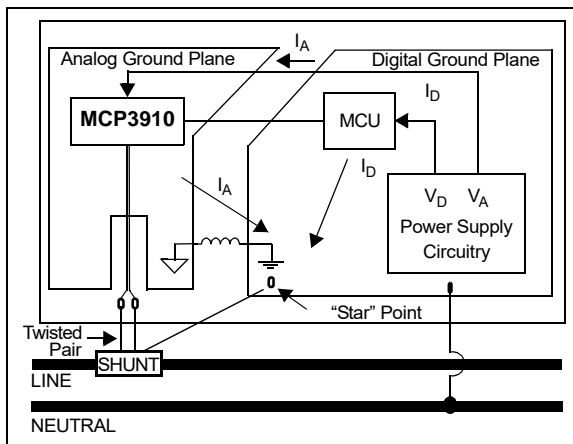 I_A
Analog Ground Plane
Digital Ground Plane
I_D
MCP3910
MCU
I_A
I_D
V_D V_A
Power Supply
Circuitry
"Star" Point
Twisted
Pair
SHUNT
LINE
NEUTRAL